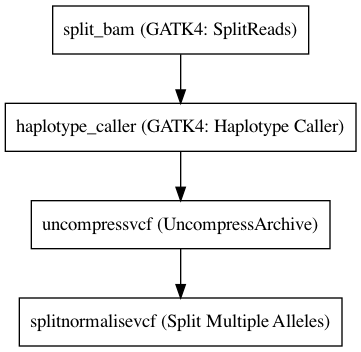 split_bam (GATK4: SplitReads)
haplotype_caller (GATK4: Haplotype Caller)
uncompressvcf (UncompressArchive)
splitnormalisevcf (Split Multiple Alleles)